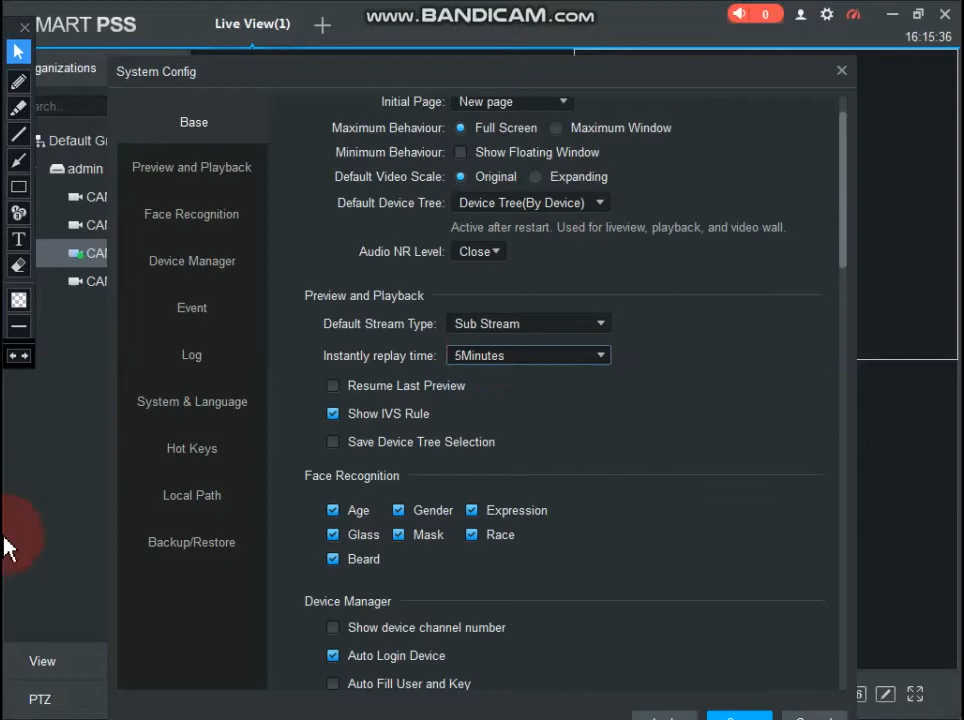 MART PSS
Live View(1)
www.BANDICAM.com
0
16:15:36
ganizations
System Config
arch..
Base
Initial Page: New page
Maximum Behaviour: Full Screen Maximum Window
Default Gr
Minimum Behaviour: Show Floating Window
Preview and Playback
admin
Default Video Scale: Original Expanding
CAM
Default Device Tree: Device Tree(By Device)
Face Recognition
CAM
Active after restart. Used for liveview, playback, and video wall.
CAM
Audio NR Level: Close
Device Manager
CAM
Preview and Playback
Event
Default Stream Type: Sub Stream
Log
Instantly replay time: 5Minutes
Resume Last Preview
System & Language
Show IVS Rule
Hot Keys
Save Device Tree Selection
Face Recognition
Local Path
Age Gender Expression
Glass Mask Race
Backup/Restore
Beard
Device Manager
Show device channel number
View
Auto Login Device
Auto Fill User and Key
PTZ